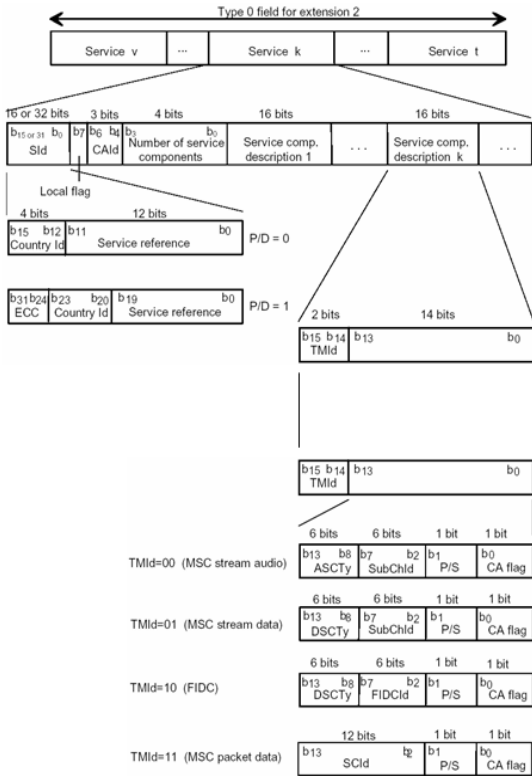 Type 0 field for extension 2
Service v ... Service k ... Service t
16 or 32 bits 3 bits 4 bits 16 bits 16 bits
b15 or 31 b0 b7 b6 b4 b3 b0
SId CAId Number of service components Service comp. description 1 . . . Service comp. description k . . .
Local flag
4 bits 12 bits
b15 b12 b11 b0
Country Id Service reference P/D = 0
b31 b24 b23 b20 b19 b0
ECC Country Id Service reference P/D = 1
2 bits 14 bits
b15 b14 b13 b0
TMId
b15 b14 b13 b0
TMId
6 bits 6 bits 1 bit 1 bit
TMId=00 (MSC stream audio)
b13 b8 b7 b2 b1 b0
ASCTy SubChId P/S CA flag
6 bits 6 bits 1 bit 1 bit
TMId=01 (MSC stream data)
b13 b8 b7 b2 b1 b0
DSCTy SubChId P/S CA flag
6 bits 6 bits 1 bit 1 bit
TMId=10 (FIDC)
b13 b8 b7 b2 b1 b0
DSCTy FIDCId P/S CA flag
12 bits 1 bit 1 bit
TMId=11 (MSC packet data)
b13 b2 b1 b0
SCId P/S CA flag